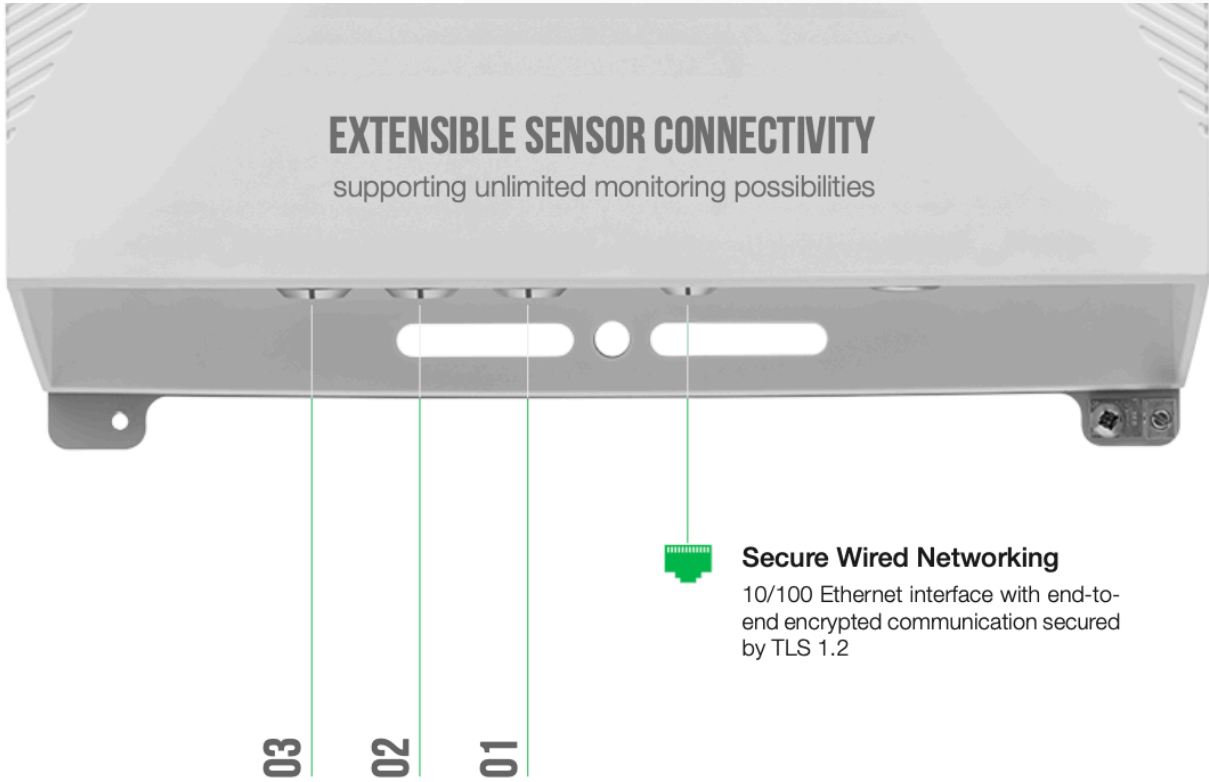 EXTENSIBLE SENSOR CONNECTIVITY
supporting unlimited monitoring possibilities
Secure Wired Networking
10/100 Ethernet interface with end-to-
end encrypted communication secured
by TLS 1.2
03
02
01